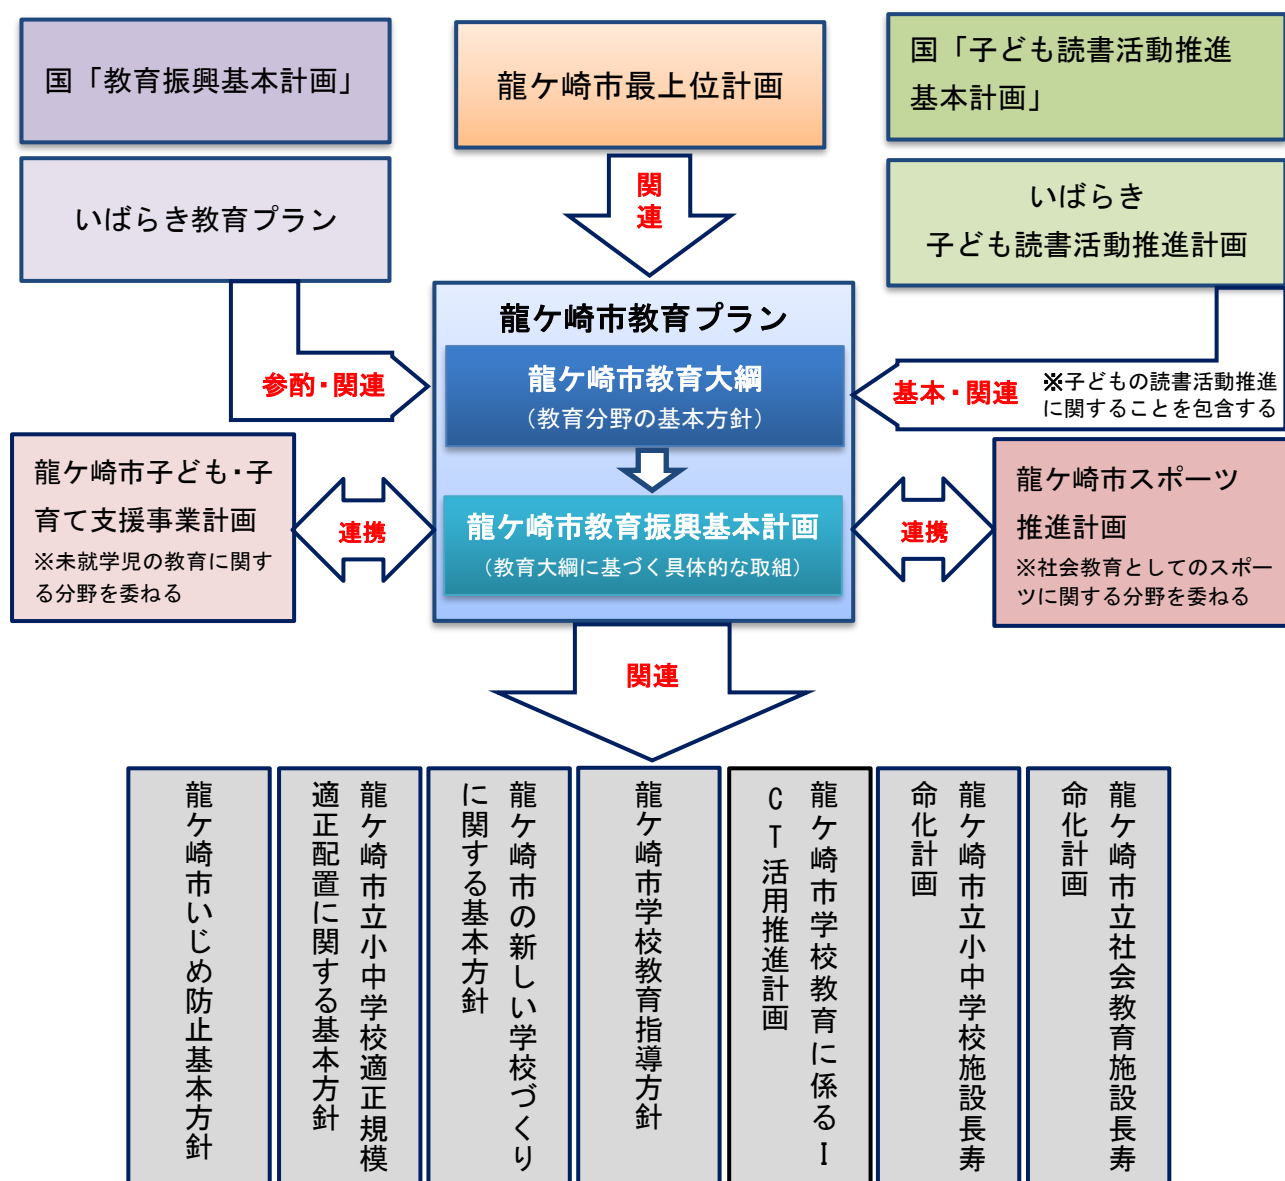 国「教育振興基本計画」
いばらき教育プラン
龍ケ崎市最上位計画
国「子ども読書活動推進
基本計画」
いばらき
子ども読書活動推進計画
関
連
龍ケ崎市教育プラン
龍ケ崎市教育大綱
（教育分野の基本方針）
参酌・関連
基本・関連
※子どもの読書活動推進
に関することを包含する
龍ケ崎市子ども・子
育て支援事業計画
※未就学児の教育に関す
る分野を委ねる
連携
龍ケ崎市教育振興基本計画
（教育大綱に基づく具体的な取組）
連携
龍ケ崎市スポーツ
推進計画
※社会教育としてのスポー
ツに関する分野を委ねる
関連
龍ケ崎市いじめ防止基本方針
龍ケ崎市立小中学校適正規模
適正配置に関する基本方針
龍ケ崎市の新しい学校づくり
に関する基本方針
龍ケ崎市学校教育指導方針
龍ケ崎市学校教育に係るI
CT活用推進計画
龍ケ崎市立小中学校施設長寿
命化計画
龍ケ崎市立社会教育施設長寿
命化計画